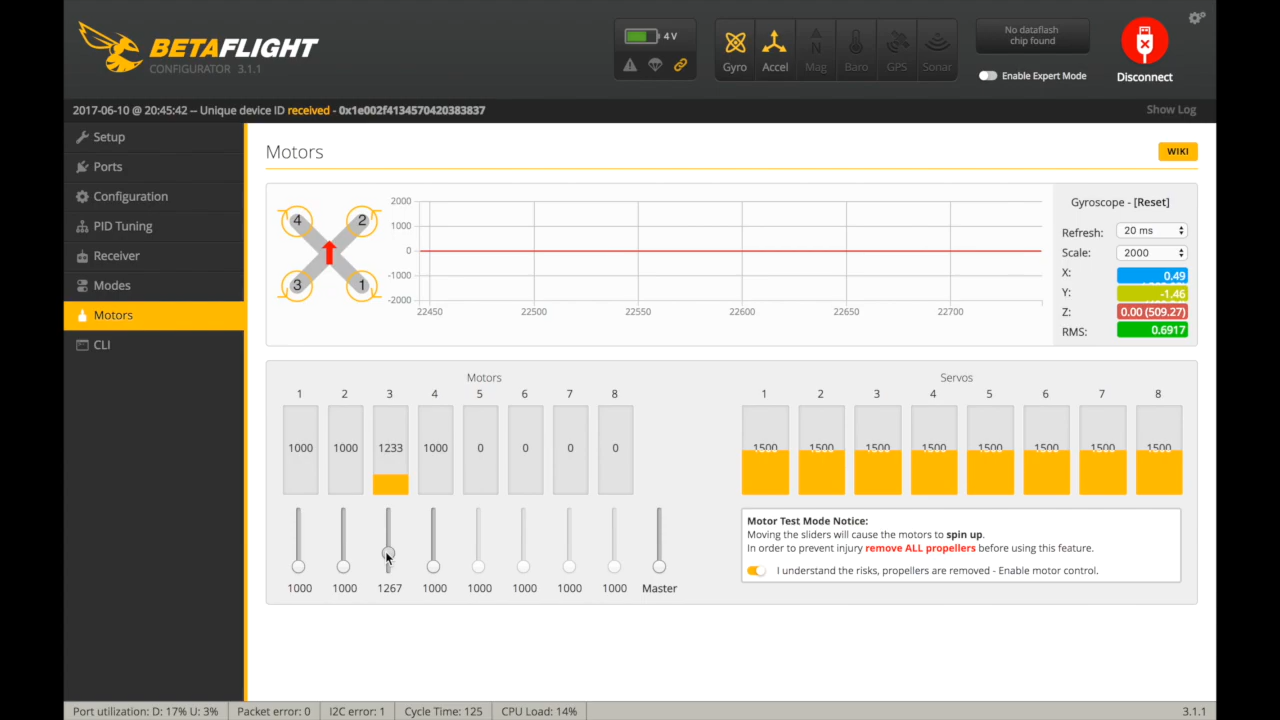 BETAFLIGHT
CONFIGURATOR 3.1.1
4 V
Gyro Accel Mag Baro GPS Sonar
No dataflash
chip found
Enable Expert Mode
Disconnect
2017-06-10 @ 20:45:42 -- Unique device ID received - 0x1e002f4134570420383837
Show Log
Setup
Ports
Configuration
PID Tuning
Receiver
Modes
Motors
CLI
Motors
WIKI
4 2
3 1
2000
1000
0
-1000
-2000
22450 22500 22550 22600 22650 22700
Gyroscope - [Reset]
Refresh: 20 ms
Scale: 2000
X: 0.49
Y: -1.46
Z: 0.00 (509.27)
RMS: 0.6917
Motors
1 2 3 4 5 6 7 8
1000 1000 1233 1000 0 0 0 0
1000 1000 1267 1000 1000 1000 1000 1000 Master
Servos
1 2 3 4 5 6 7 8
1500 1500 1500 1500 1500 1500 1500 1500
Motor Test Mode Notice:
Moving the sliders will cause the motors to spin up.
In order to prevent injury remove ALL propellers before using this feature.
I understand the risks, propellers are removed - Enable motor control.
Port utilization: D: 17% U: 3% Packet error: 0 I2C error: 1 Cycle Time: 125 CPU Load: 14% 3.1.1